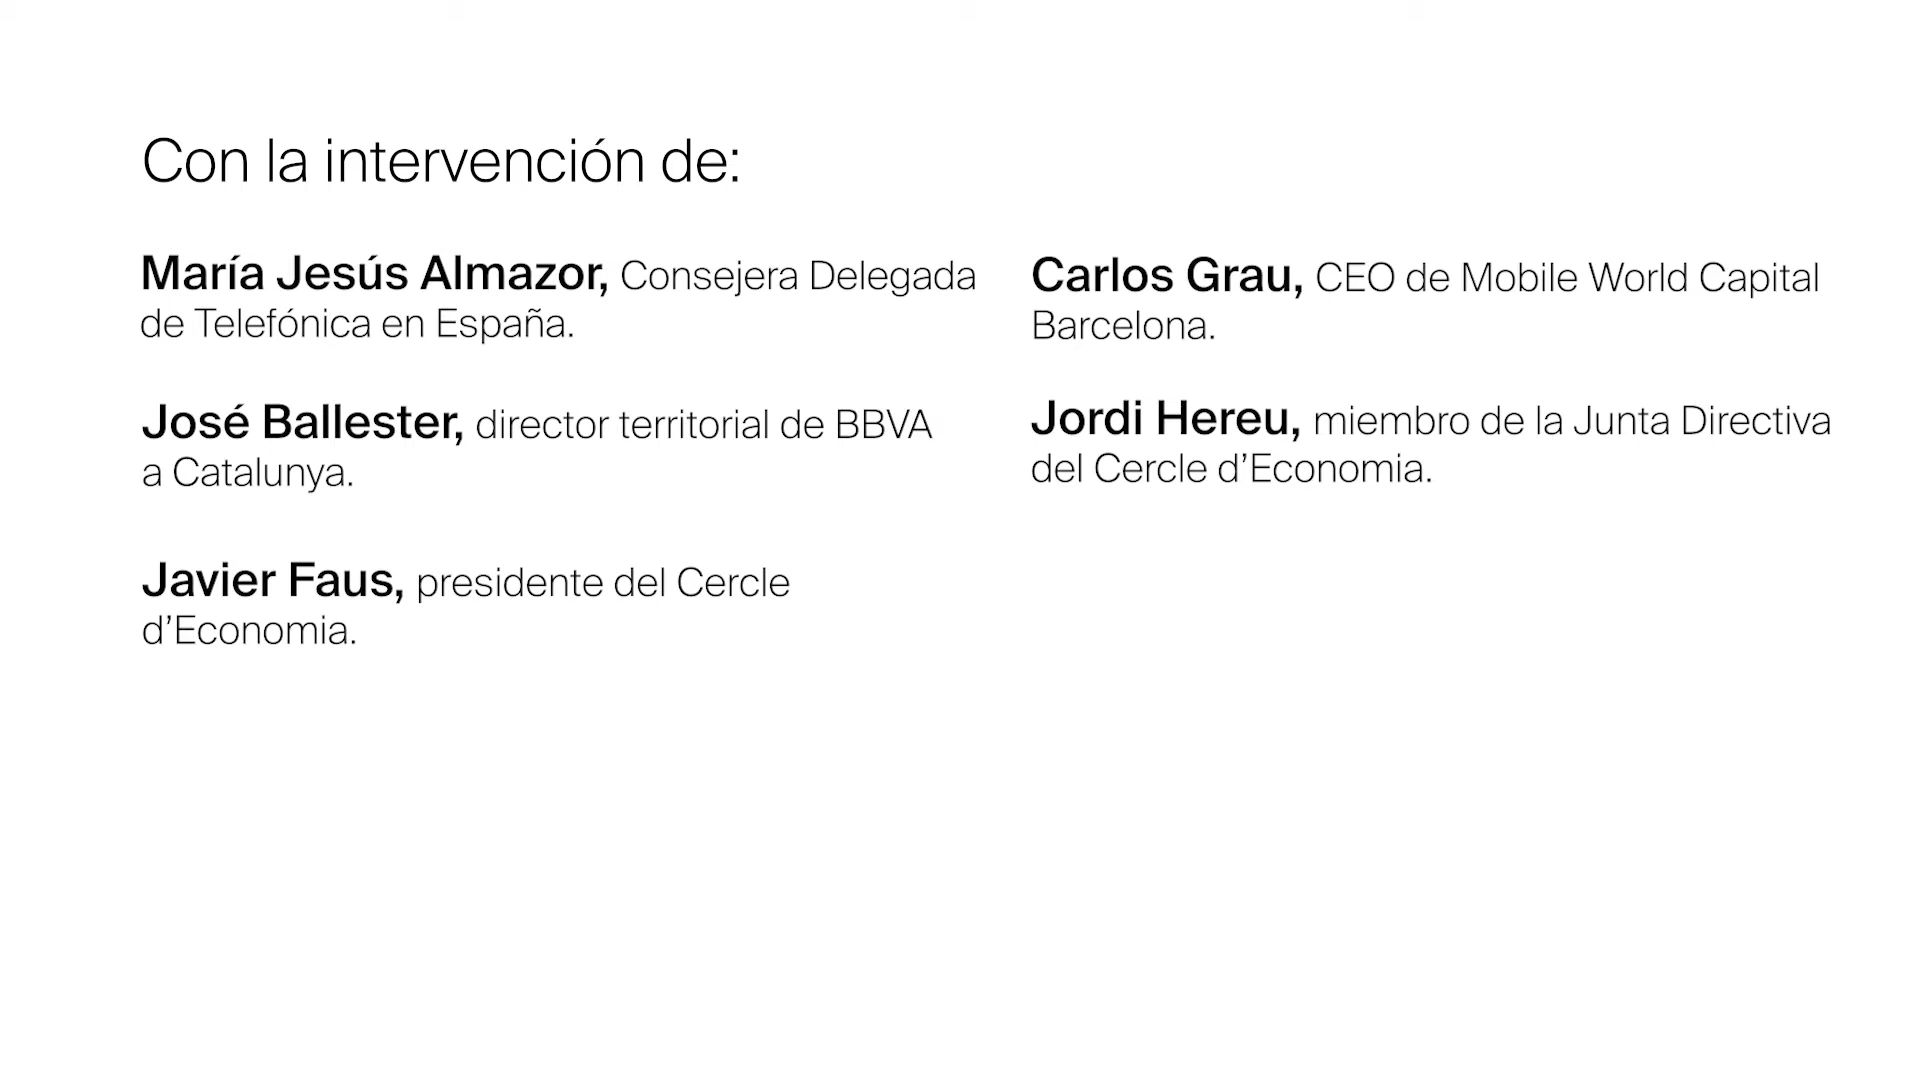 Con la intervención de:
María Jesús Almazor, Consejera Delegada
de Telefónica en España.
José Ballester, director territorial de BBVA
a Catalunya.
Javier Faus, presidente del Cercle
d’Economia.
Carlos Grau, CEO de Mobile World Capital
Barcelona.
Jordi Hereu, miembro de la Junta Directiva
del Cercle d’Economia.